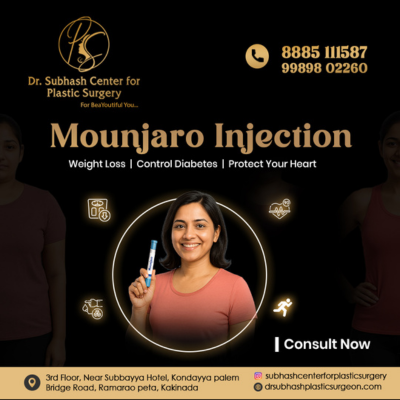 PSC
Dr. Subhash Center for
Plastic Surgery
For BeaYoutiful You...
8885 111587
99898 02260
Mounjaro Injection
Weight Loss | Control Diabetes | Protect Your Heart
Consult Now
3rd Floor, Near Subbayya Hotel, Kondayya palem
Bridge Road, Ramarao peta, Kakinada
subhashcenterforplasticsurgery
drsubhashplasticsurgeon.com